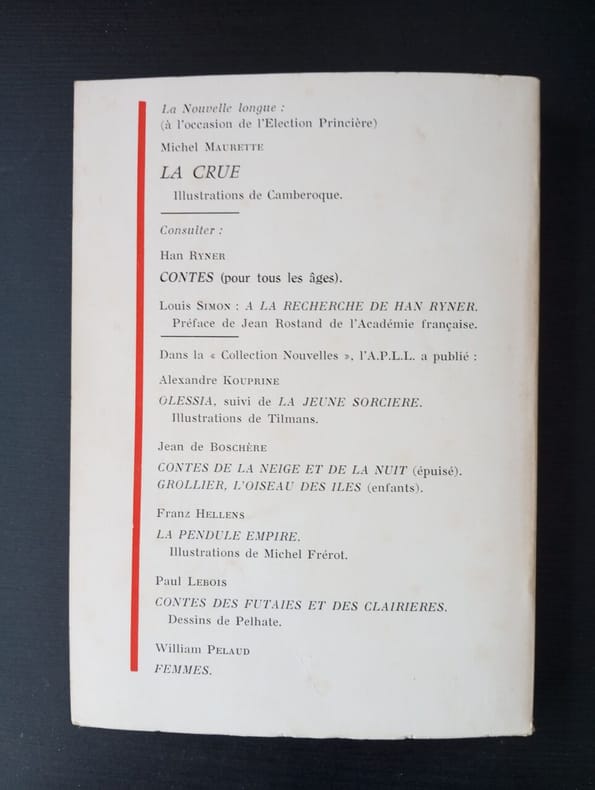 La Nouvelle longue :
(à l'occasion de l'Election Princière)
Michel MAURETTE
LA CRUE
Illustrations de Camberoque.
Consulter :
Han RYNER
CONTES (pour tous les âges).
Louis SIMON : A LA RECHERCHE DE HAN RYNER.
Préface de Jean Rostand de l'Académie française.
Dans la « Collection Nouvelles », l'A.P.L.L. a publié :
Alexandre KOUPRINE
OLESSIA, suivi de LA JEUNE SORCIERE.
Illustrations de Tilmans.
Jean de BOSCHÈRE
CONTES DE LA NEIGE ET DE LA NUIT (épuisé).
GROLLIER, L'OISEAU DES ILES (enfants).
Franz HELLENS
LA PENDULE EMPIRE.
Illustrations de Michel Frérot.
Paul LEBOIS
CONTES DES FUTAIES ET DES CLAIRIERES.
Dessins de Pelhate.
William PELAUD
FEMMES.